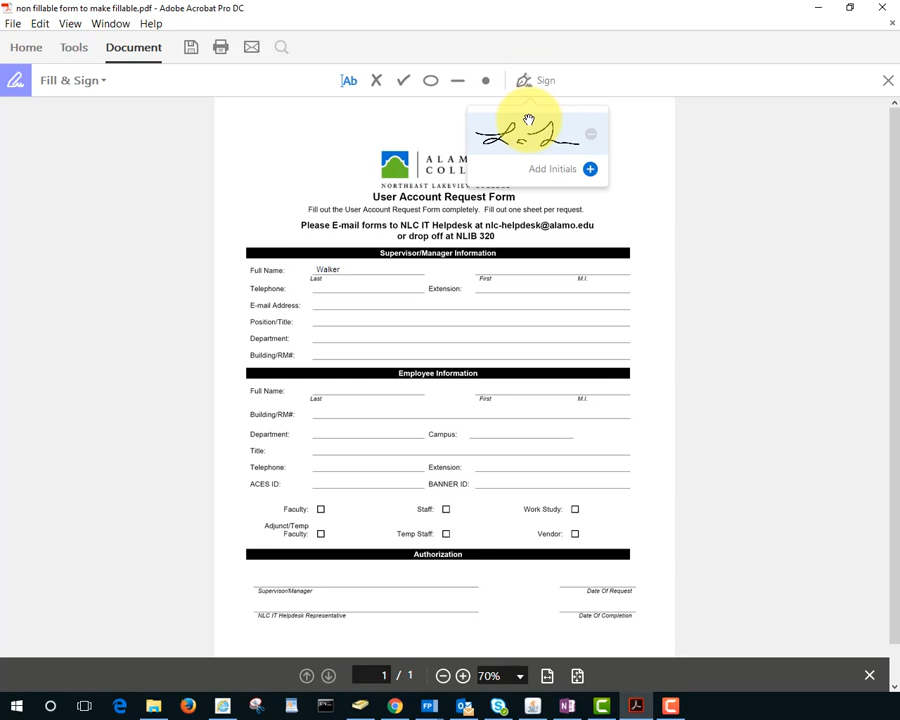 non fillable form to make fillable.pdf - Adobe Acrobat Pro DC
File Edit View Window Help
Home Tools Document
Fill & Sign
Ab
Sign
Add Initials
ALAMO
COLL
NORTHEAST LAKEVIEW COLLEGE
User Account Request Form
Fill out the User Account Request Form completely. Fill out one sheet per request.
Please E-mail forms to NLC IT Helpdesk at nlc-helpdesk@alamo.edu
or drop off at NLIB 320
Supervisor/Manager Information
Full Name: Walker
Last First M.I.
Telephone: Extension:
E-mail Address:
Position/Title:
Department:
Building/RM#:
Employee Information
Full Name:
Last First M.I.
Building/RM#:
Department: Campus:
Title:
Telephone: Extension:
ACES ID: BANNER ID:
Faculty: Staff: Work Study:
Adjunct/Temp
Faculty: Temp Staff: Vendor:
Authorization
Supervisor/Manager Date Of Request
NLC IT Helpdesk Representative Date Of Completion
1 / 1 70%